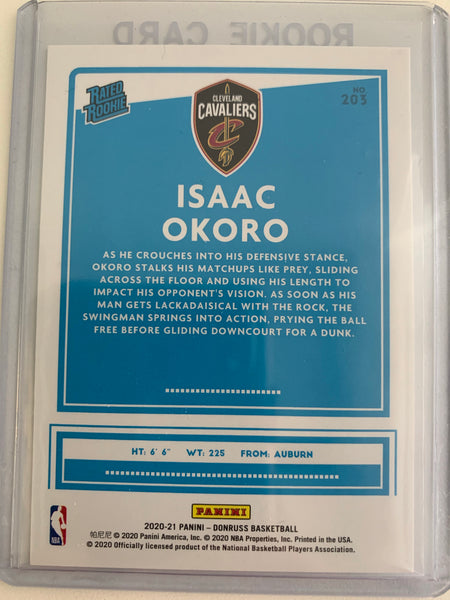 ROOKIE CARD
RATED
ROOKIE
CLEVELAND
CAVALIERS
C
NO
203
ISAAC
OKORO
AS HE CROUCHES INTO HIS DEFENSIVE STANCE,
OKORO STALKS HIS MATCHUPS LIKE PREY, SLIDING
ACROSS THE FLOOR AND USING HIS LENGTH TO
IMPACT HIS OPPONENT'S VISION. AS SOON AS HIS
MAN GETS LACKADAISICAL WITH THE ROCK, THE
SWINGMAN SPRINGS INTO ACTION, PRYING THE BALL
FREE BEFORE GLIDING DOWNCOURT FOR A DUNK.
HT: 6' 6" WT: 225 FROM: AUBURN
PANINI
NBA
2020-21 PANINI – DONRUSS BASKETBALL
帕尼尼 © 2020 Panini America, Inc. © 2020 NBA Properties, Inc. Printed in the USA.
© 2020 Officially licensed product of the National Basketball Players Association.